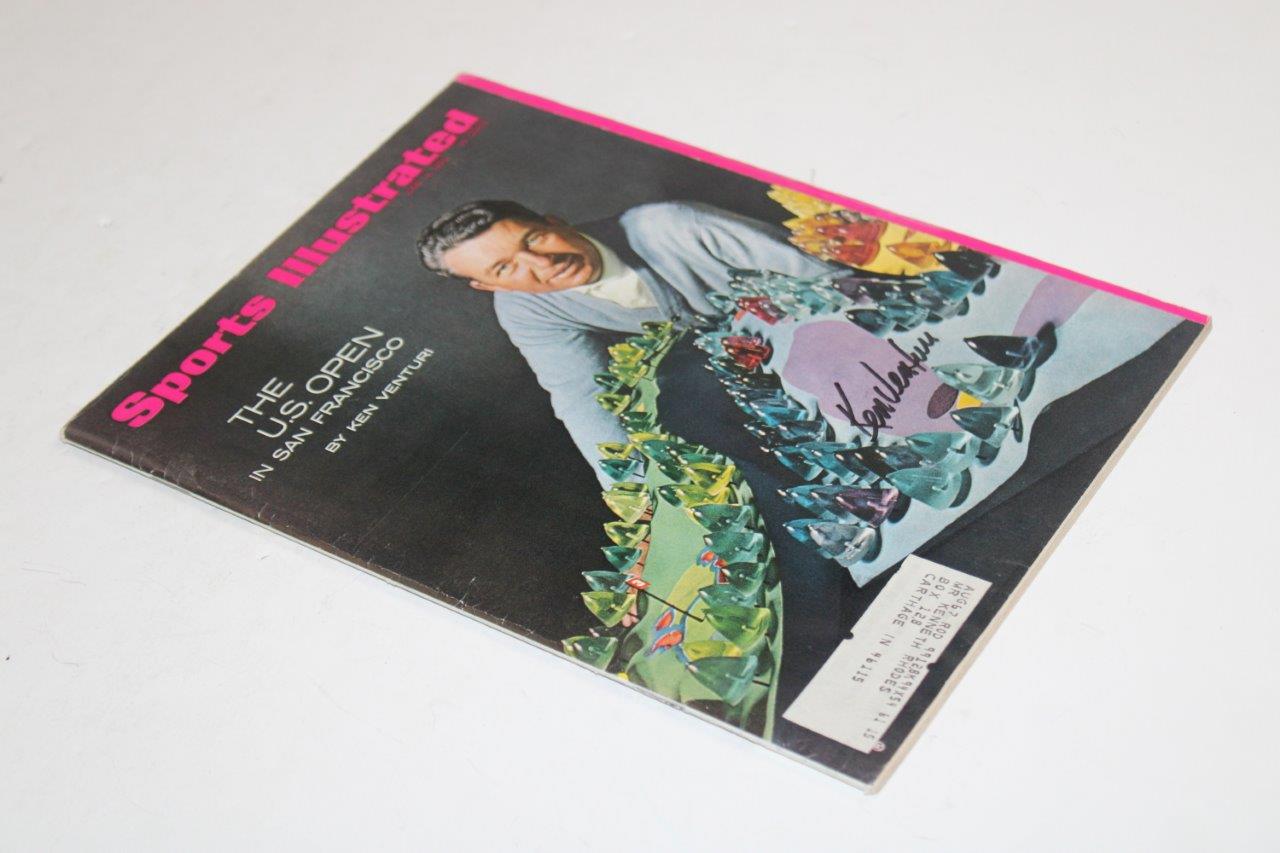 Sports Illustrated
THE
U.S. OPEN
IN SAN FRANCISCO
BY KEN VENTURI
Ken Venturi
MR KENNETH RHODES
BOX 128
CARTHAGE IN 46115